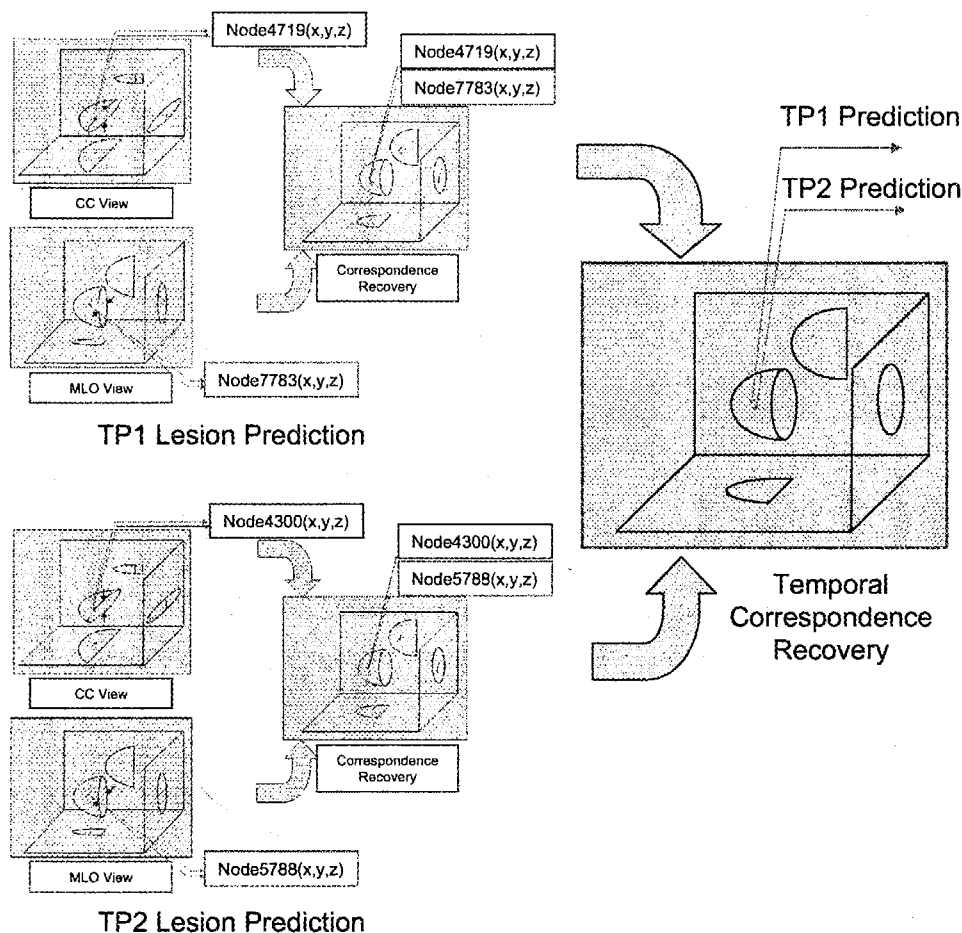 Node4719(x,y,z)
Node4719(x,y,z)
Node7783(x,y,z)
CC View
Correspondence
Recovery
MLO View
Node7783(x,y,z)
TP1 Lesion Prediction
TP1 Prediction
TP2 Prediction
Node4300(x,y,z)
Node4300(x,y,z)
Node5788(x,y,z)
CC View
Correspondence
Recovery
MLO View
Node5788(x,y,z)
TP2 Lesion Prediction
Temporal
Correspondence
Recovery